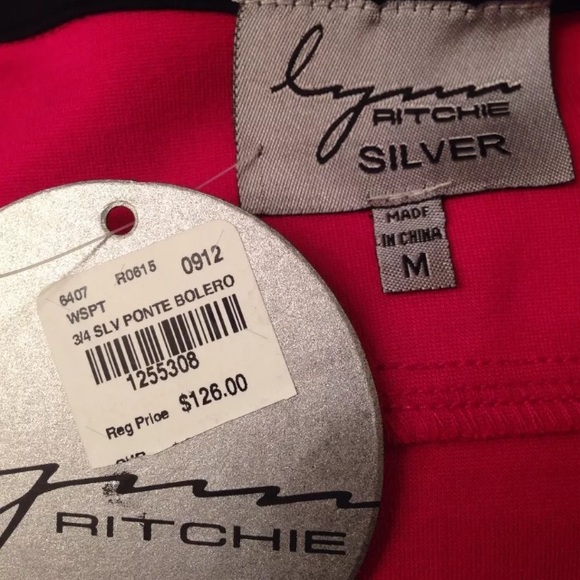 lynn
RITCHIE
SILVER
MADE
IN CHINA
M
6407 R0615 0912
WSPT
3/4 SLV PONTE BOLERO
1255308
Reg Price $126.00
lynn
RITCHIE